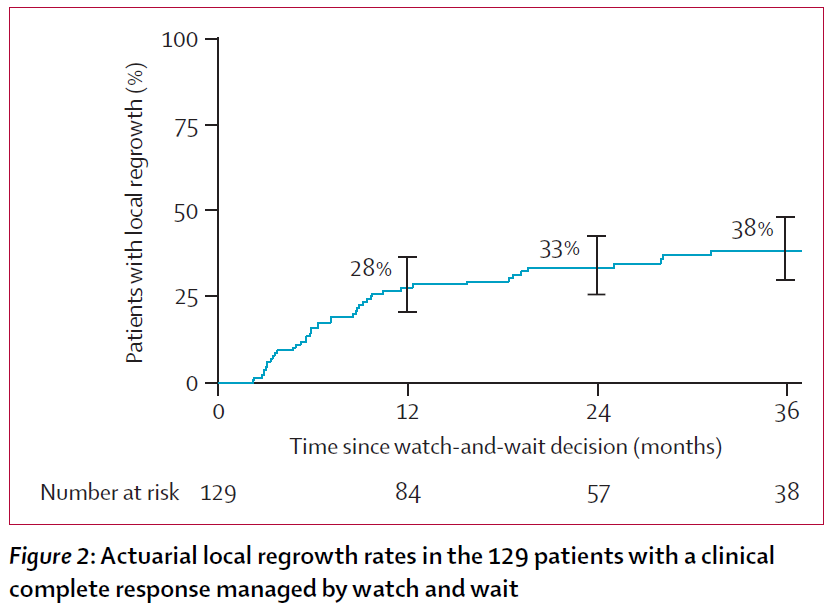 100
75
50
25
0
Patients with local regrowth (%)
28%
33%
38%
0 12 24 36
Time since watch-and-wait decision (months)
Number at risk 129 84 57 38
Figure 2: Actuarial local regrowth rates in the 129 patients with a clinical
complete response managed by watch and wait